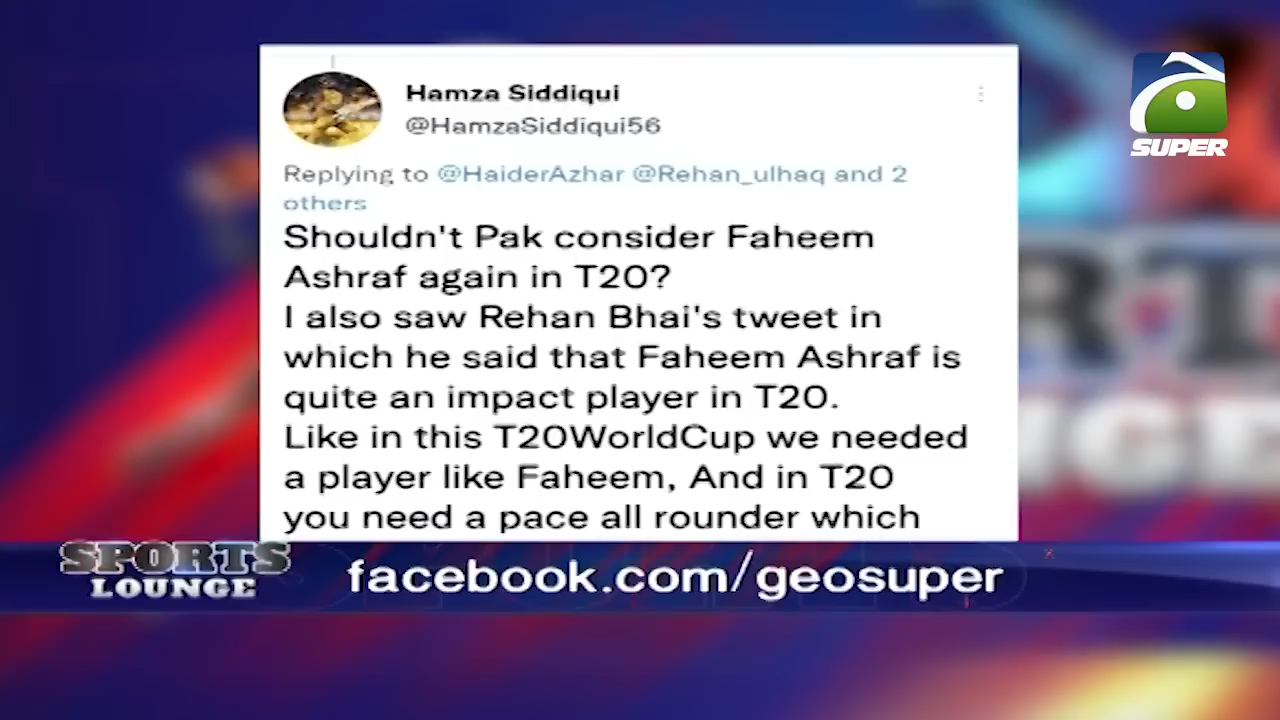 Hamza Siddiqui
@HamzaSiddiqui56
Replying to @HaiderAzhar @Rehan_ulhaq and 2
others
Shouldn't Pak consider Faheem
Ashraf again in T20?
I also saw Rehan Bhai's tweet in
which he said that Faheem Ashraf is
quite an impact player in T20.
Like in this T20WorldCup we needed
a player like Faheem, And in T20
you need a pace all rounder which
SUPER
SPORTS
LOUNGE
facebook.com/geosuper